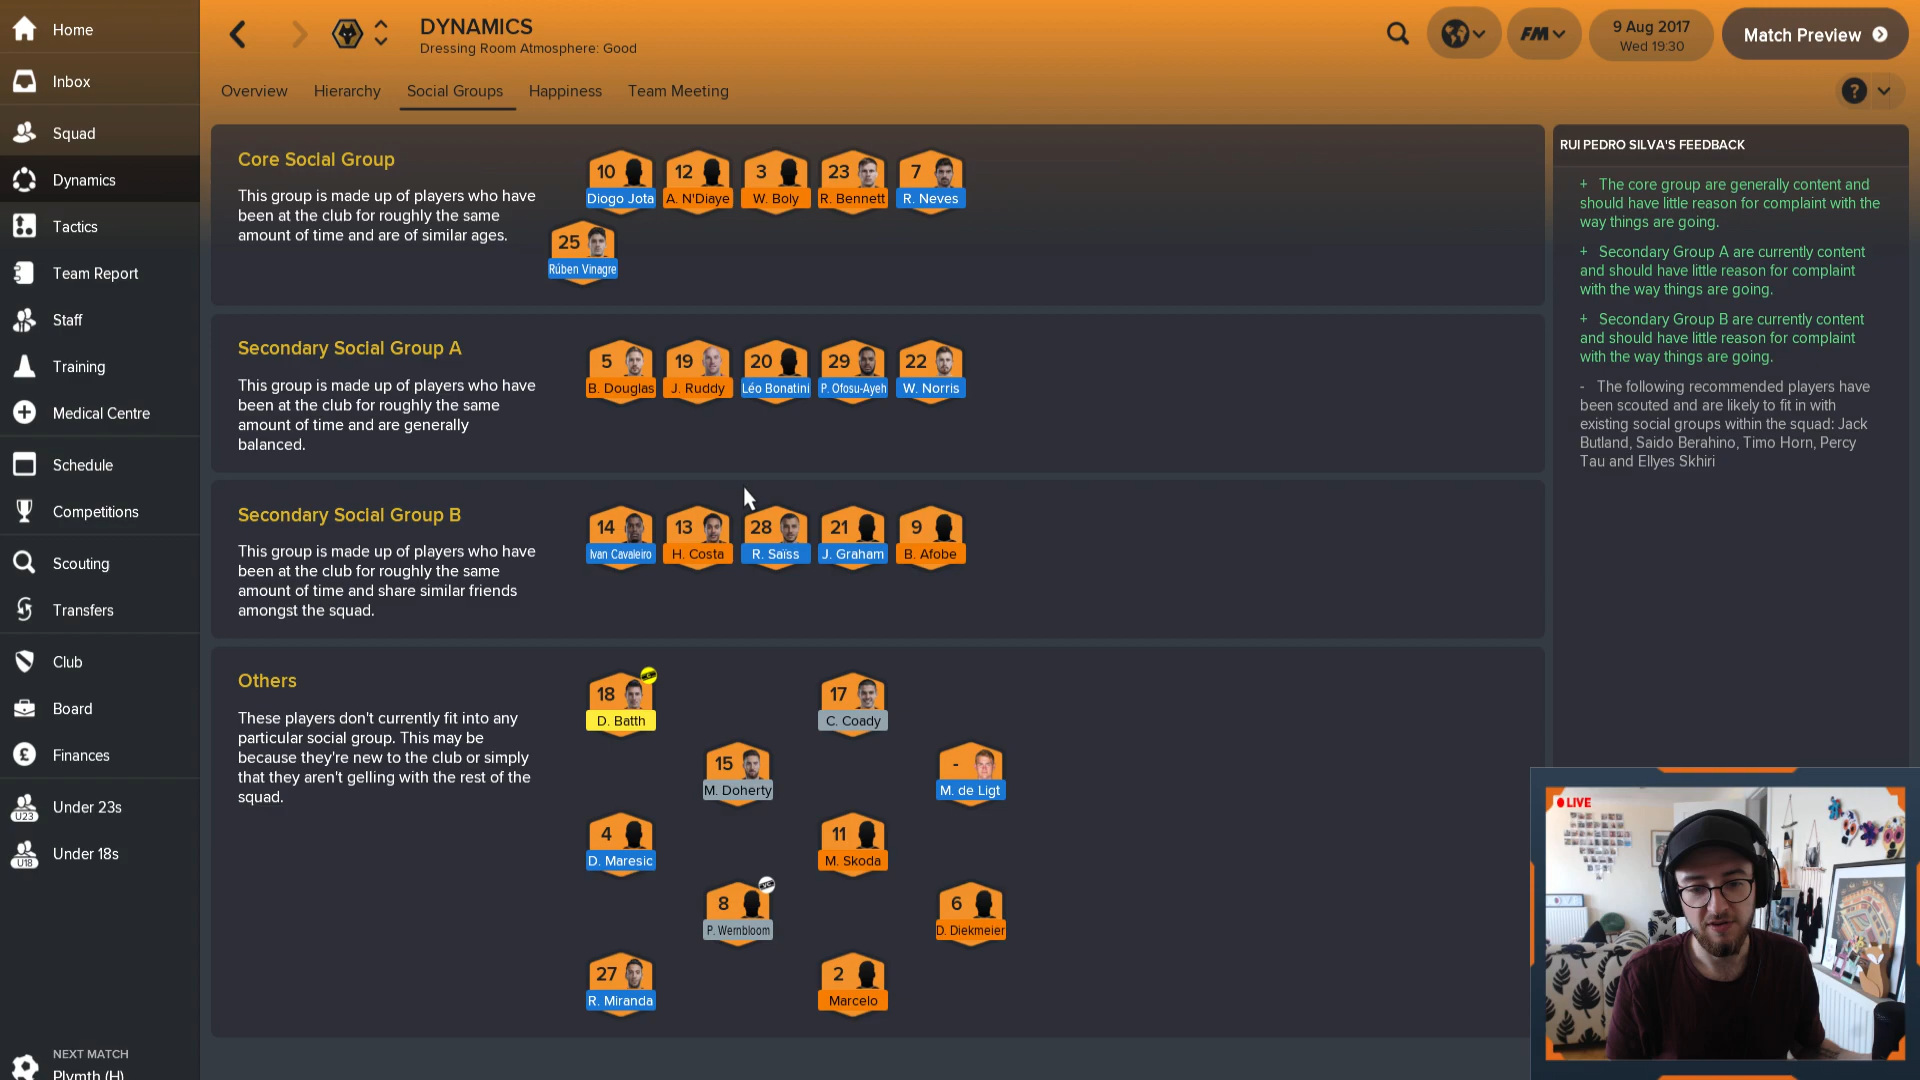 Home
Inbox
Squad
Dynamics
Tactics
Team Report
Staff
Training
Medical Centre
Schedule
Competitions
Scouting
Transfers
Club
Board
£
Finances
U23
Under 23s
U18
Under 18s
NEXT MATCH
Plymth (H)
DYNAMICS
Dressing Room Atmosphere: Good
FM
9 Aug 2017
Wed 19:30
Match Preview
Overview
Hierarchy
Social Groups
Happiness
Team Meeting
?
Core Social Group
This group is made up of players who have
been at the club for roughly the same
amount of time and are of similar ages.
10
Diogo Jota
12
A. N'Diaye
3
W. Boly
23
R. Bennett
7
R. Neves
25
Rúben Vinagre
Secondary Social Group A
This group is made up of players who have
been at the club for roughly the same
amount of time and are generally
balanced.
5
B. Douglas
19
J. Ruddy
20
Léo Bonatini
29
P. Ofosu-Ayeh
22
W. Norris
Secondary Social Group B
This group is made up of players who have
been at the club for roughly the same
amount of time and share similar friends
amongst the squad.
14
Ivan Cavaleiro
13
H. Costa
28
R. Saïss
21
J. Graham
9
B. Afobe
Others
These players don't currently fit into any
particular social group. This may be
because they're new to the club or simply
that they aren't gelling with the rest of the
squad.
18
D. Batth
17
C. Coady
15
M. Doherty
-
M. de Ligt
4
D. Maresic
11
M. Skoda
8
P. Wernbloom
6
D. Diekmeier
27
R. Miranda
2
Marcelo
RUI PEDRO SILVA'S FEEDBACK
+ The core group are generally content and
should have little reason for complaint with the
way things are going.
+ Secondary Group A are currently content
and should have little reason for complaint
with the way things are going.
+ Secondary Group B are currently content
and should have little reason for complaint
with the way things are going.
- The following recommended players have
been scouted and are likely to fit in with
existing social groups within the squad: Jack
Butland, Saido Berahino, Timo Horn, Percy
Tau and Ellyes Skhiri
LIVE